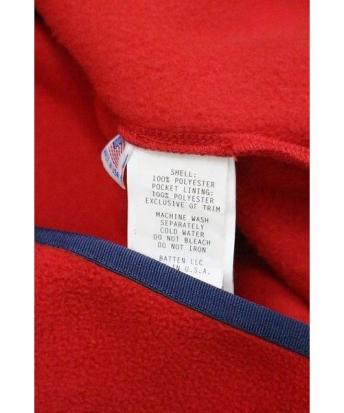 SHELL:
100% POLYESTER
POCKET LINING:
100% POLYESTER
EXCLUSIVE OF TRIM
MACHINE WASH
SEPARATELY
COLD WATER
DO NOT BLEACH
DO NOT IRON
BATTEN LLC
IN U.S.A.